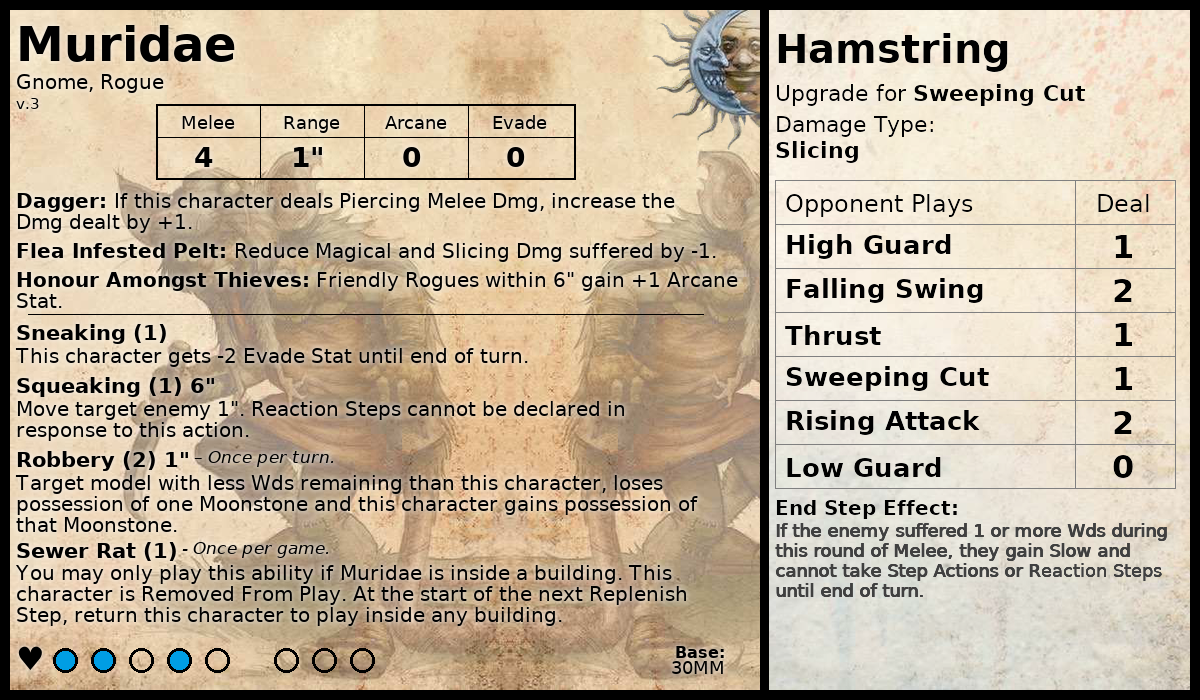 Muridae
Gnome, Rogue
v.3
Melee Range Arcane Evade
4 1" 0 0
Dagger: If this character deals Piercing Melee Dmg, increase the
Dmg dealt by +1.
Flea Infested Pelt: Reduce Magical and Slicing Dmg suffered by -1.
Honour Amongst Thieves: Friendly Rogues within 6" gain +1 Arcane
Stat.
Sneaking (1)
This character gets -2 Evade Stat until end of turn.
Squeaking (1) 6"
Move target enemy 1". Reaction Steps cannot be declared in
response to this action.
Robbery (2) 1" – Once per turn.
Target model with less Wds remaining than this character, loses
possession of one Moonstone and this character gains possession of
that Moonstone.
Sewer Rat (1) - Once per game.
You may only play this ability if Muridae is inside a building. This
character is Removed From Play. At the start of the next Replenish
Step, return this character to play inside any building.
Base:
30MM
Hamstring
Upgrade for Sweeping Cut
Damage Type:
Slicing
Opponent Plays Deal
High Guard 1
Falling Swing 2
Thrust 1
Sweeping Cut 1
Rising Attack 2
Low Guard 0
End Step Effect:
If the enemy suffered 1 or more Wds during
this round of Melee, they gain Slow and
cannot take Step Actions or Reaction Steps
until end of turn.